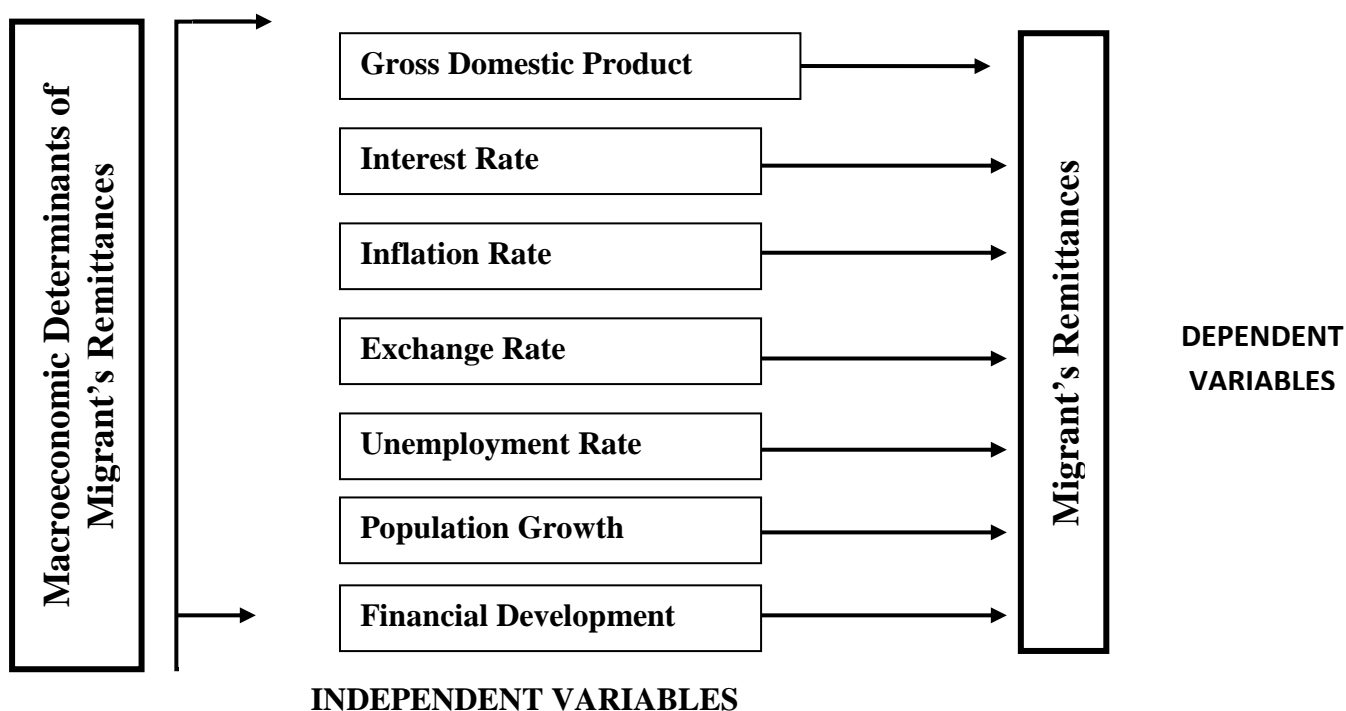 Macroeconomic Determinants of
Migrant’s Remittances
Gross Domestic Product
Interest Rate
Inflation Rate
Exchange Rate
Unemployment Rate
Population Growth
Financial Development
INDEPENDENT VARIABLES
Migrant’s Remittances
DEPENDENT
VARIABLES